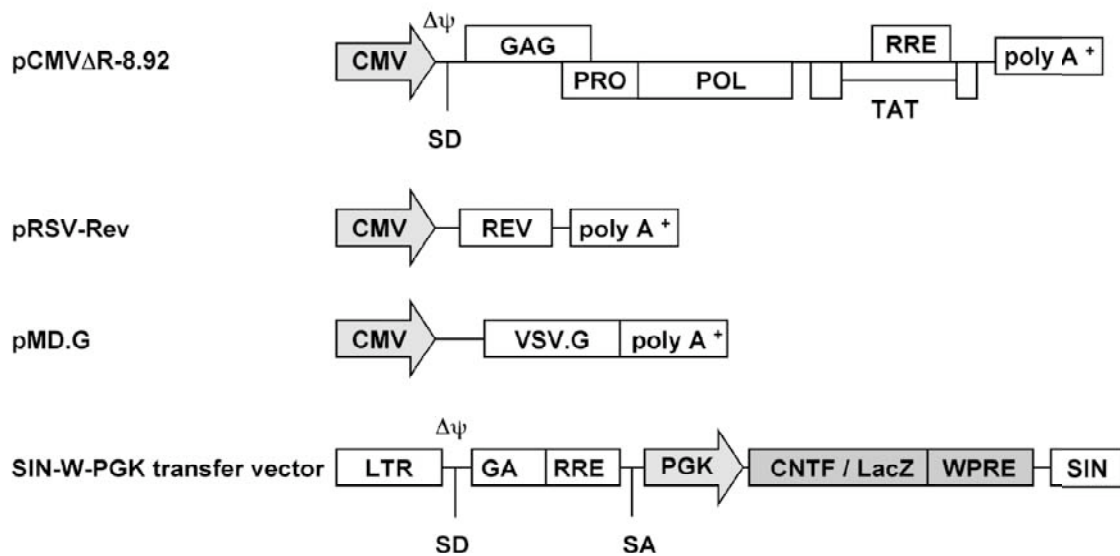 Δψ
pCMVΔR-8.92 CMV GAG RRE poly A +
PRO POL
TAT
SD
pRSV-Rev CMV REV poly A +
pMD.G CMV VSV.G poly A +
Δψ
SIN-W-PGK transfer vector LTR GA RRE PGK CNTF / LacZ WPRE SIN
SD SA